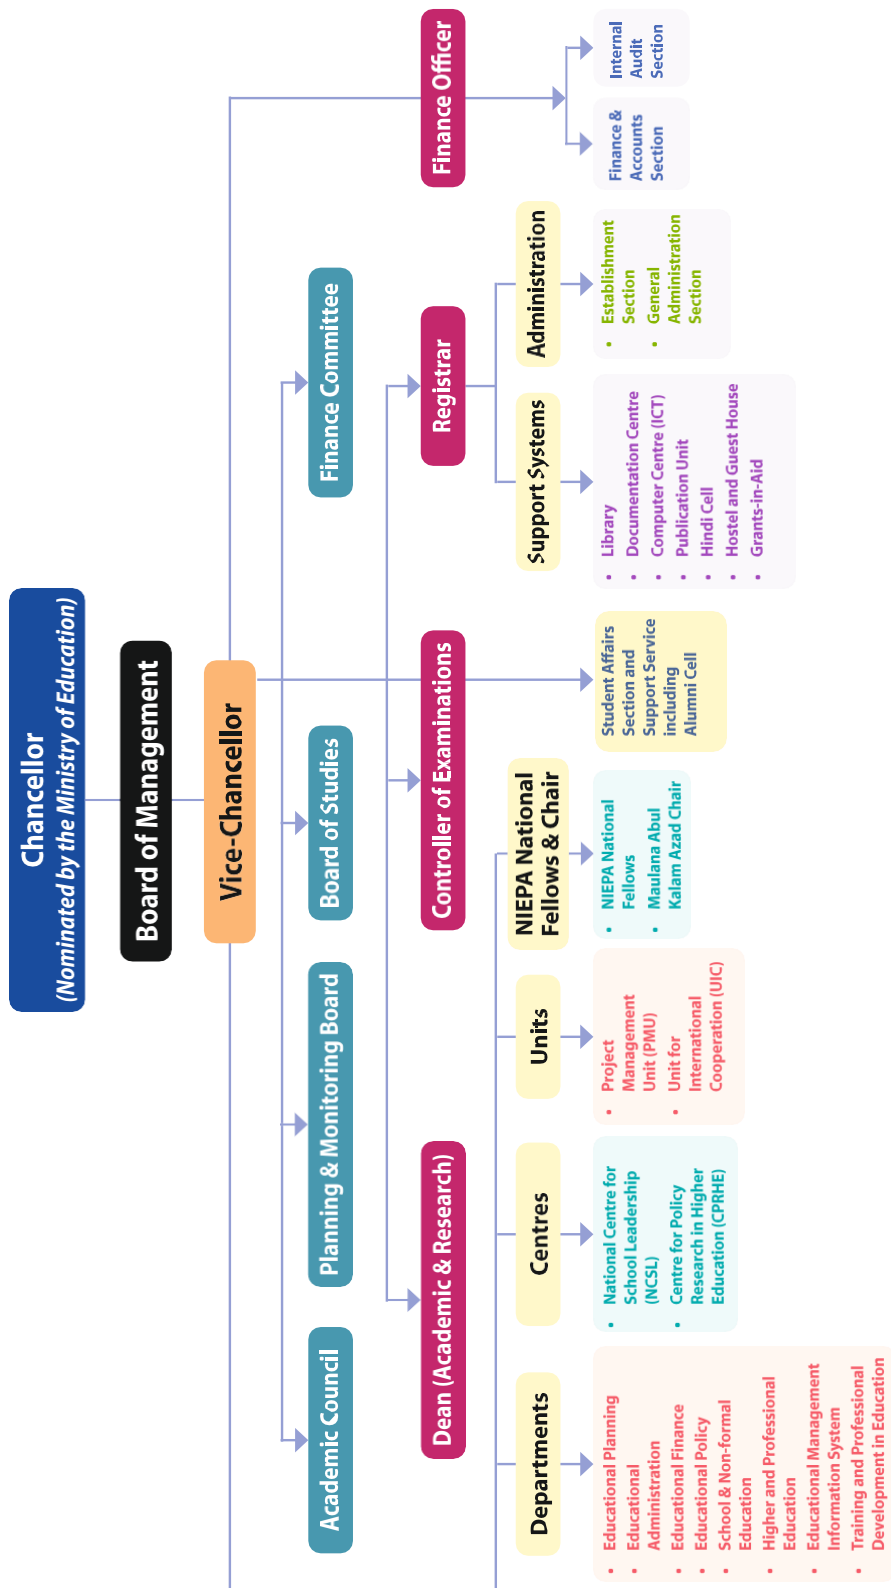 Chancellor
(Nominated by the Ministry of Education)
Board of Management
Vice-Chancellor
Academic Council
Planning & Monitoring Board
Board of Studies
Finance Committee
Dean (Academic & Research)
Controller of Examinations
Registrar
Finance Officer
Departments
Centres
Units
NIEPA National
Fellows & Chair
Support Systems
Administration
• Educational Planning
• Educational
Administration
• Educational Finance
• Educational Policy
• School & Non-formal
Education
• Higher and Professional
Education
• Educational Management
Information System
• Training and Professional
Development in Education
• National Centre for
School Leadership
(NCSL)
• Centre for Policy
Research in Higher
Education (CPRHE)
• Project
Management
Unit (PMU)
• Unit for
International
Cooperation (UIC)
• NIEPA National
Fellows
• Maulana Abul
Kalam Azad Chair
Student Affairs
Section and
Support Service
including
Alumni Cell
• Library
• Documentation Centre
• Computer Centre (ICT)
• Publication Unit
• Hindi Cell
• Hostel and Guest House
• Grants-in-Aid
• Establishment
Section
• General
Administration
Section
Finance &
Accounts
Section
Internal
Audit
Section